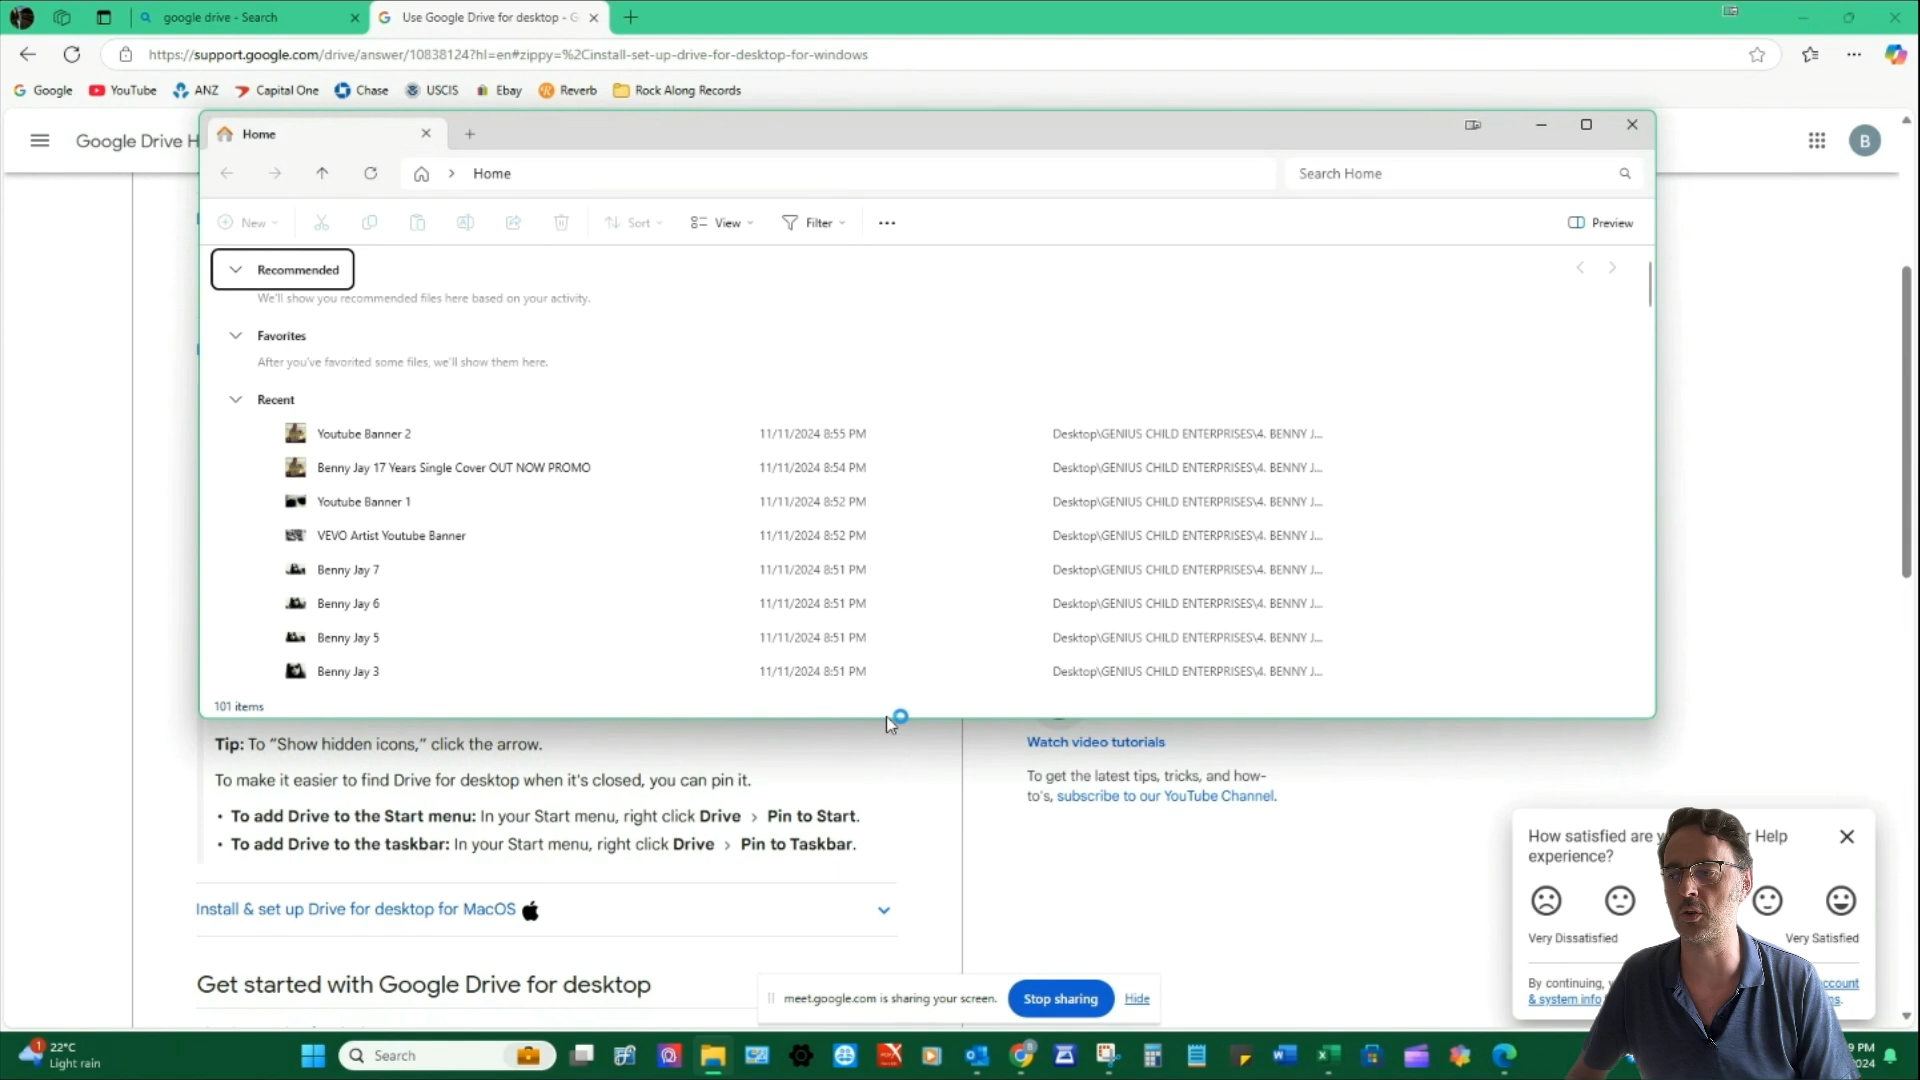 google drive - Search
Use Google Drive for desktop - G
https://support.google.com/drive/answer/10838124?hl=en#zippy=%2Cinstall-set-up-drive-for-desktop-for-windows
Google YouTube ANZ Capital One Chase USCIS Ebay Reverb Rock Along Records
Google Drive H
B
Home
Home
Search Home
New
Sort
View
Filter
Preview
Recommended
We'll show you recommended files here based on your activity.
Favorites
After you've favorited some files, we'll show them here.
Recent
Youtube Banner 2 11/11/2024 8:55 PM Desktop\GENIUS CHILD ENTERPRISES\4. BENNY J...
Benny Jay 17 Years Single Cover OUT NOW PROMO 11/11/2024 8:54 PM Desktop\GENIUS CHILD ENTERPRISES\4. BENNY J...
Youtube Banner 1 11/11/2024 8:52 PM Desktop\GENIUS CHILD ENTERPRISES\4. BENNY J...
VEVO Artist Youtube Banner 11/11/2024 8:52 PM Desktop\GENIUS CHILD ENTERPRISES\4. BENNY J...
Benny Jay 7 11/11/2024 8:51 PM Desktop\GENIUS CHILD ENTERPRISES\4. BENNY J...
Benny Jay 6 11/11/2024 8:51 PM Desktop\GENIUS CHILD ENTERPRISES\4. BENNY J...
Benny Jay 5 11/11/2024 8:51 PM Desktop\GENIUS CHILD ENTERPRISES\4. BENNY J...
Benny Jay 3 11/11/2024 8:51 PM Desktop\GENIUS CHILD ENTERPRISES\4. BENNY J...
101 items
Tip: To “Show hidden icons,” click the arrow.
To make it easier to find Drive for desktop when it's closed, you can pin it.
• To add Drive to the Start menu: In your Start menu, right click Drive > Pin to Start.
• To add Drive to the taskbar: In your Start menu, right click Drive > Pin to Taskbar.
Install & set up Drive for desktop for MacOS
Get started with Google Drive for desktop
Watch video tutorials
To get the latest tips, tricks, and how-
to's, subscribe to our YouTube Channel.
How satisfied are y Help
experience?
Very Dissatisfied Very Satisfied
By continuing, ccount
& system info
meet.google.com is sharing your screen. Stop sharing Hide
1 22°C
Light rain
Search
9 PM
024